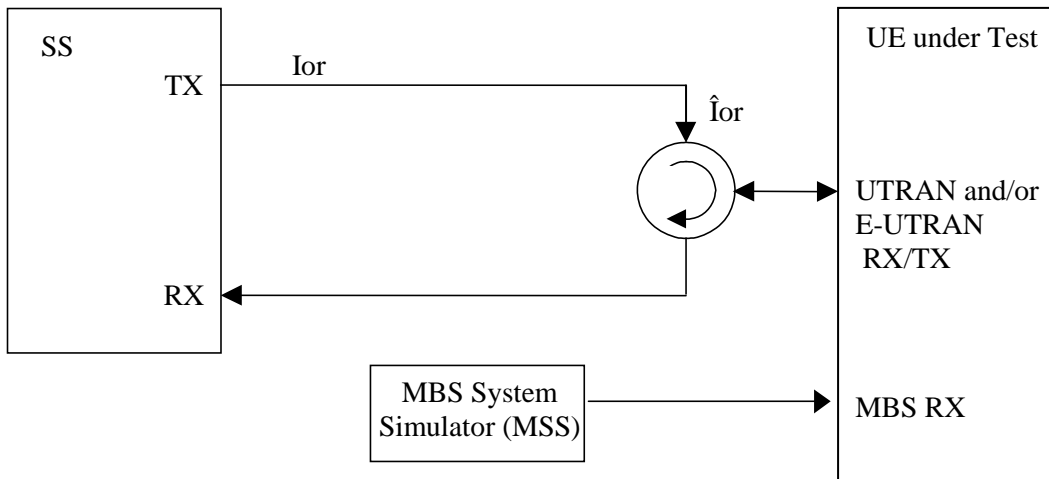 SS
TX
Ior
Îor
RX
UE under Test
UTRAN and/or
E-UTRAN
RX/TX
MBS System
Simulator (MSS)
MBS RX